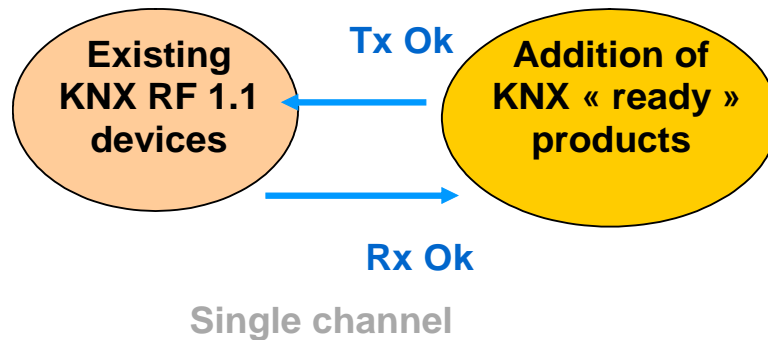 Existing
KNX RF 1.1
devices
Tx Ok
Addition of
KNX « ready »
products
Rx Ok
Single channel